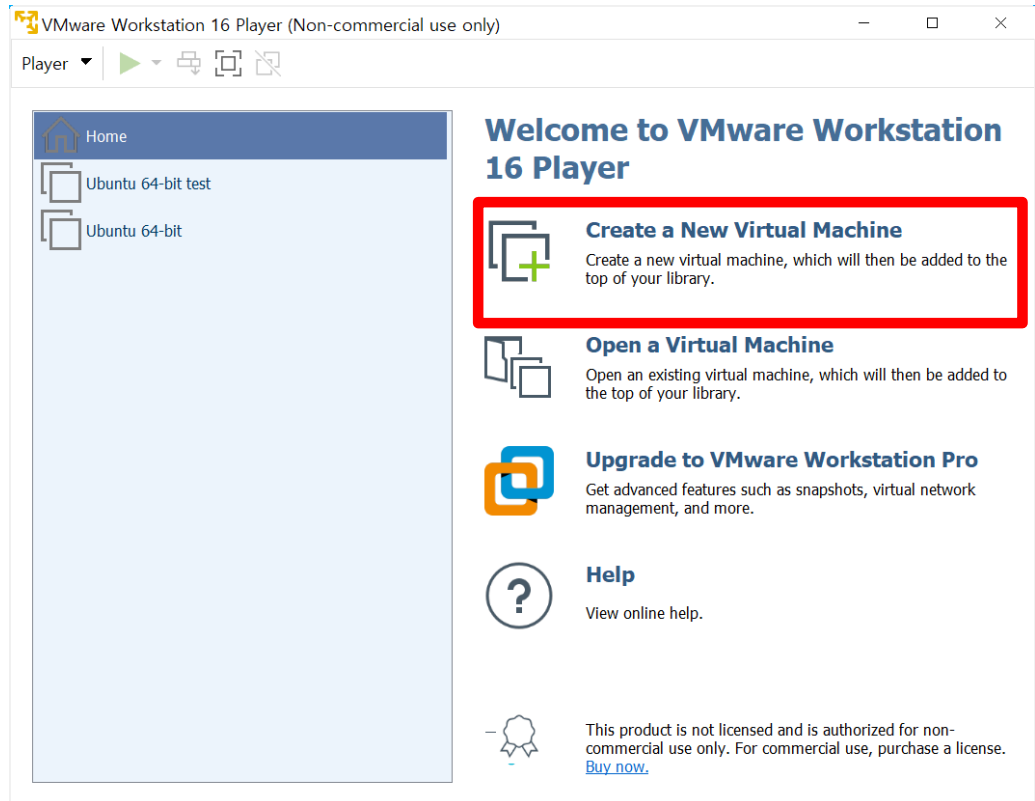 VMware Workstation 16 Player (Non-commercial use only)
Player
Home
Ubuntu 64-bit test
Ubuntu 64-bit
Welcome to VMware Workstation
16 Player
Create a New Virtual Machine
Create a new virtual machine, which will then be added to the
top of your library.
Open a Virtual Machine
Open an existing virtual machine, which will then be added to
the top of your library.
Upgrade to VMware Workstation Pro
Get advanced features such as snapshots, virtual network
management, and more.
Help
View online help.
This product is not licensed and is authorized for non-
commercial use only. For commercial use, purchase a license.
Buy now.